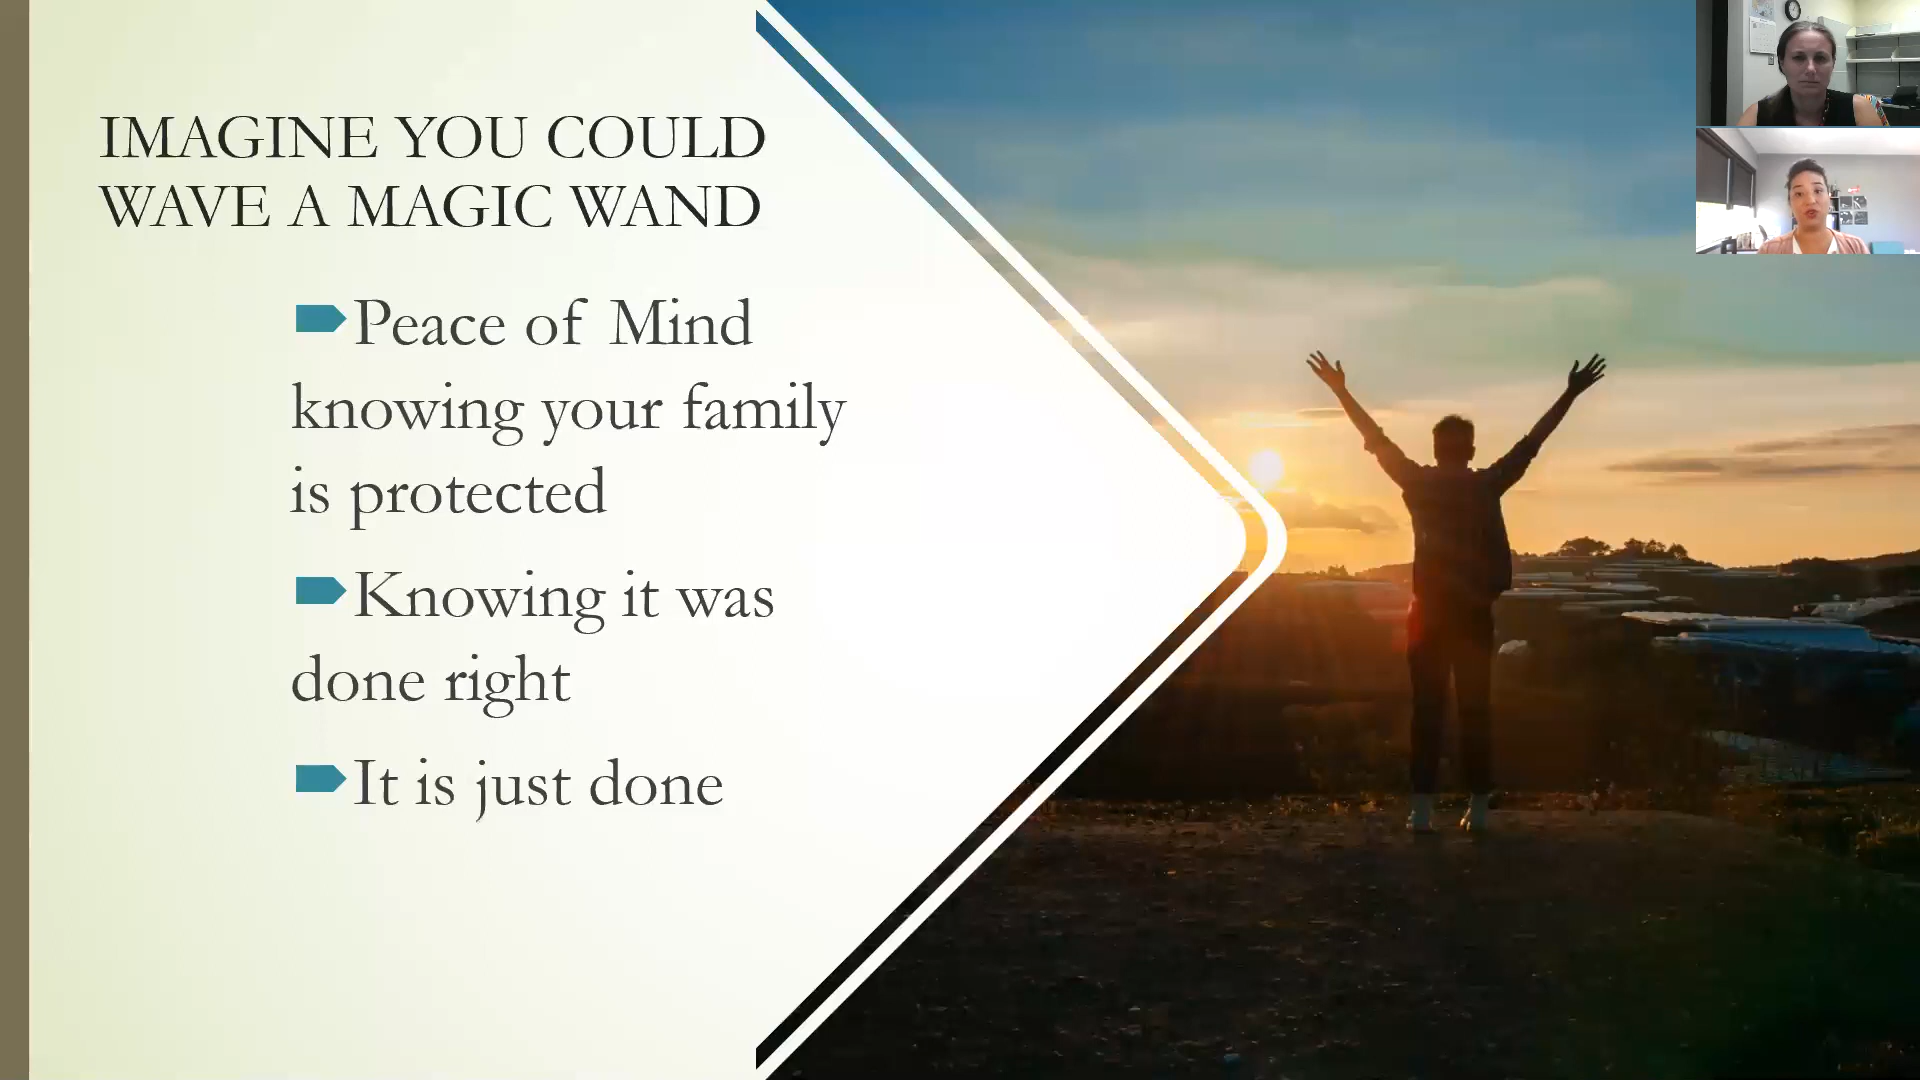 IMAGINE YOU COULD
WAVE A MAGIC WAND
Peace of Mind
knowing your family
is protected
Knowing it was
done right
It is just done